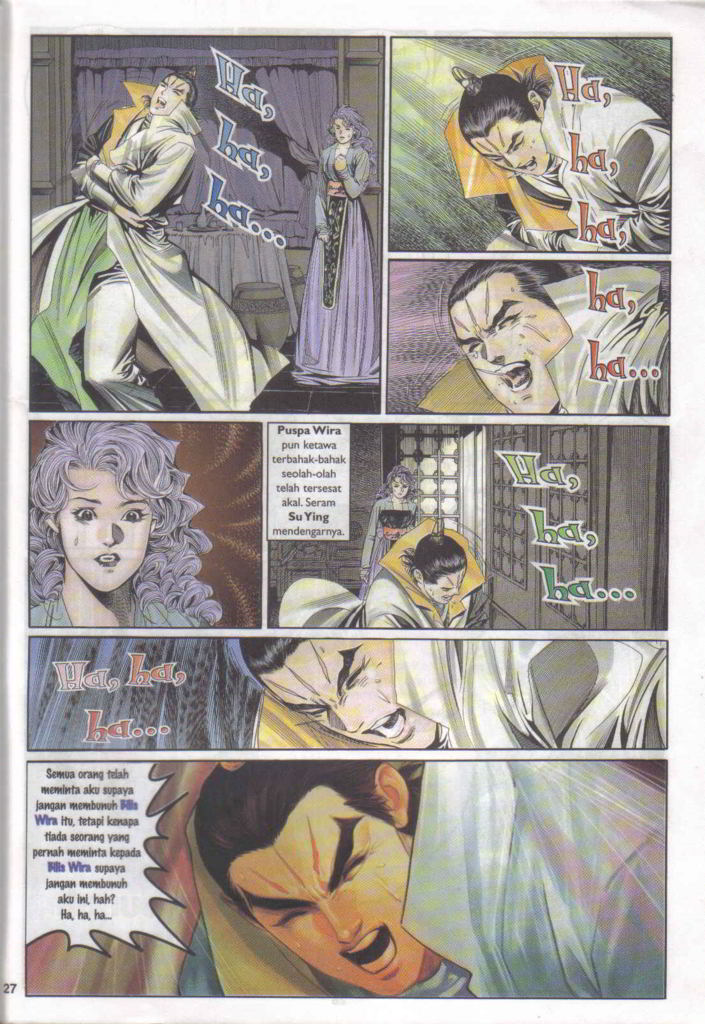 Ha,
ha,
ha...
Ha,
ha,
ha,
ha,
ha...
Puspa Wira
pun ketawa
terbahak-bahak
seolah-olah
telah tersesat
akal. Seram
Su Ying
mendengarnya.
Ha,
ha,
ha...
Ha, ha,
ha...
Semua orang telah
meminta aku supaya
jangan membunuh Iblis
Wira itu, tetapi kenapa
tiada seorang yang
pernah meminta kepada
Iblis Wira supaya
jangan membunuh
aku ini, hah?
Ha, ha, ha...
27